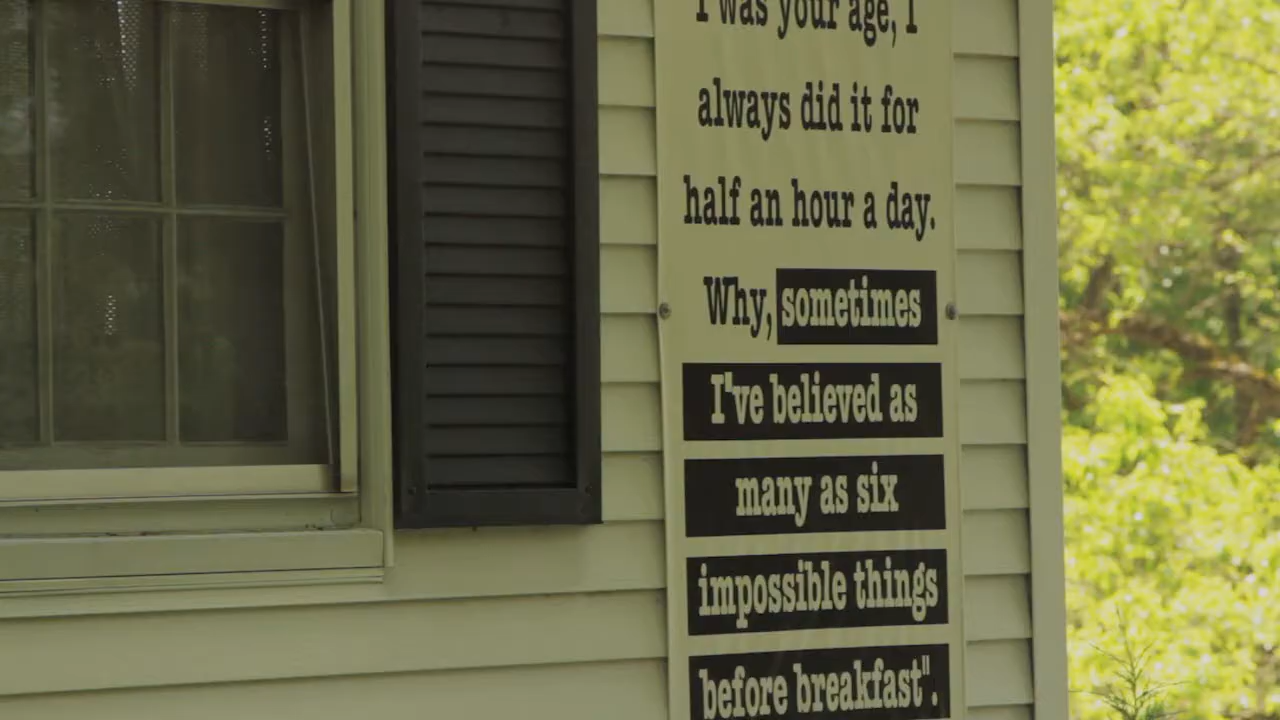 I was your age, I
always did it for
half an hour a day.
Why, sometimes
I've believed as
many as six
impossible things
before breakfast".